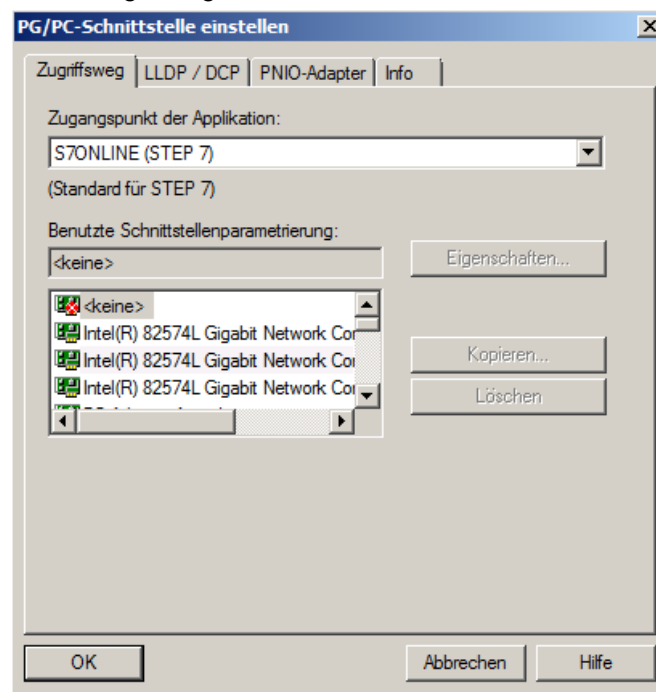 PG/PC-Schnittstelle einstellen
Zugriffsweg LLDP / DCP PNIO-Adapter Info
Zugangspunkt der Applikation:
S7ONLINE (STEP 7)
(Standard für STEP 7)
Benutzte Schnittstellenparametrierung:
<keine> Eigenschaften...
<keine>
Intel(R) 82574L Gigabit Network Cor
Intel(R) 82574L Gigabit Network Cor Kopieren...
Intel(R) 82574L Gigabit Network Cor Löschen
OK Abbrechen Hilfe